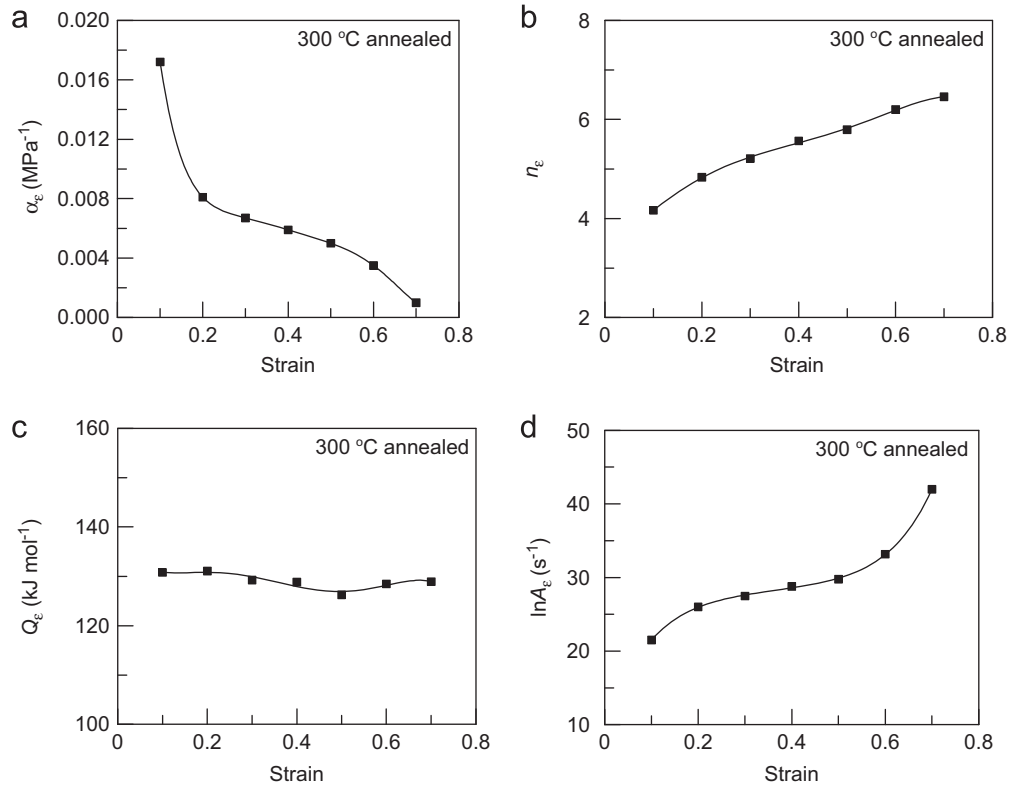 a
0.020
0.016
0.012
0.008
0.004
0.000
αε (MPa-1)
300 oC annealed
0
0.2
0.4
0.6
0.8
Strain
b
8
6
4
2
nε
300 oC annealed
0
0.2
0.4
0.6
0.8
Strain
c
160
140
120
100
Qε (kJ mol-1)
300 oC annealed
0
0.2
0.4
0.6
0.8
Strain
d
50
40
30
20
10
lnAε (s-1)
300 oC annealed
0
0.2
0.4
0.6
0.8
Strain